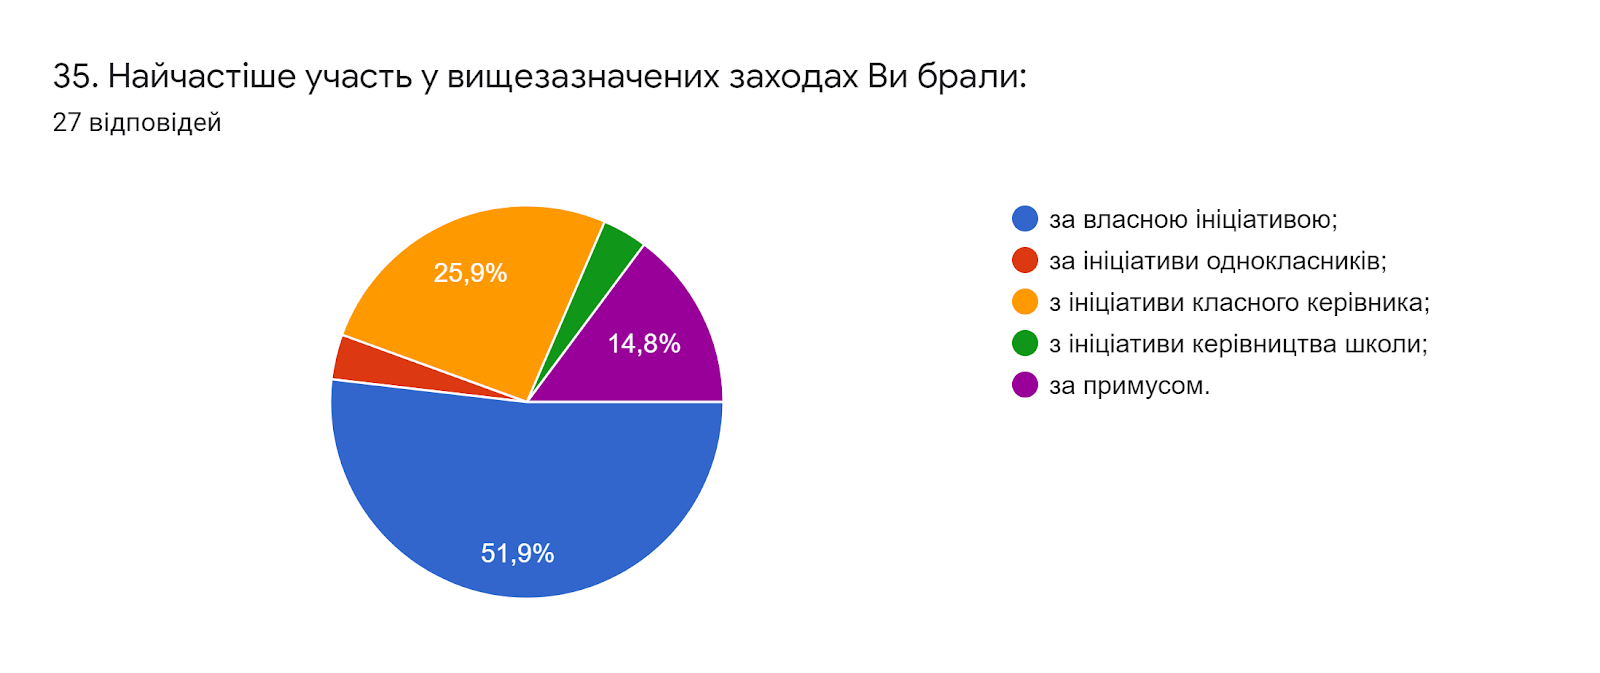 35. Найчастіше участь у вищезазначених заходах Ви брали:
27 відповідей
25,9%
14,8%
51,9%
за власною ініціативою;
за ініціативи однокласників;
з ініціативи класного керівника;
з ініціативи керівництва школи;
за примусом.